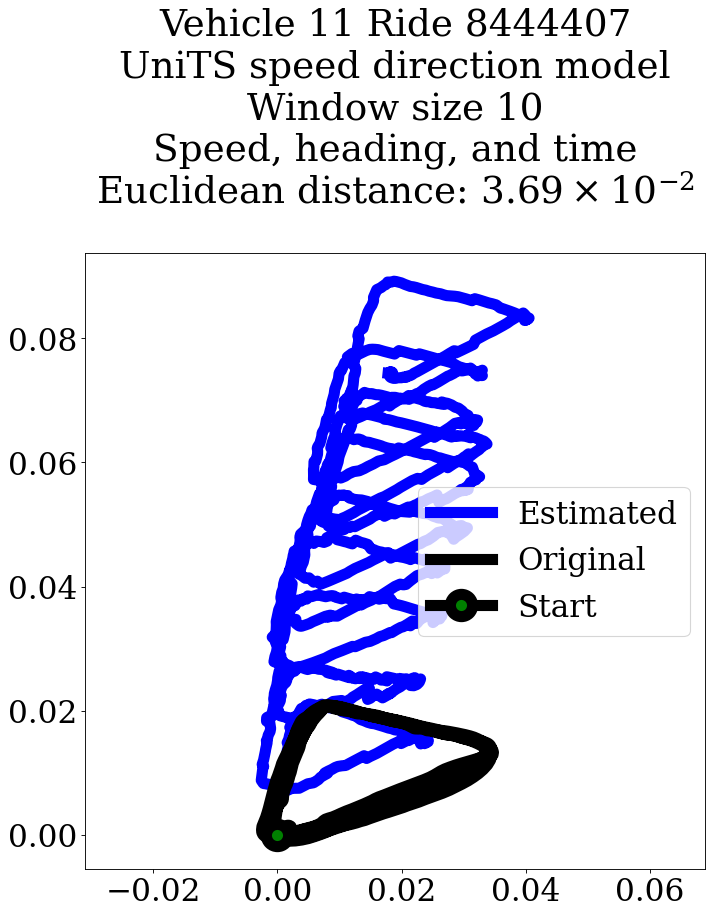 Vehicle 11 Ride 8444407
UniTS speed direction model
Window size 10
Speed, heading, and time
Euclidean distance: 3.69 × 10⁻²
0.08
0.06
0.04
0.02
0.00
Estimated
Original
Start
−0.02 0.00 0.02 0.04 0.06